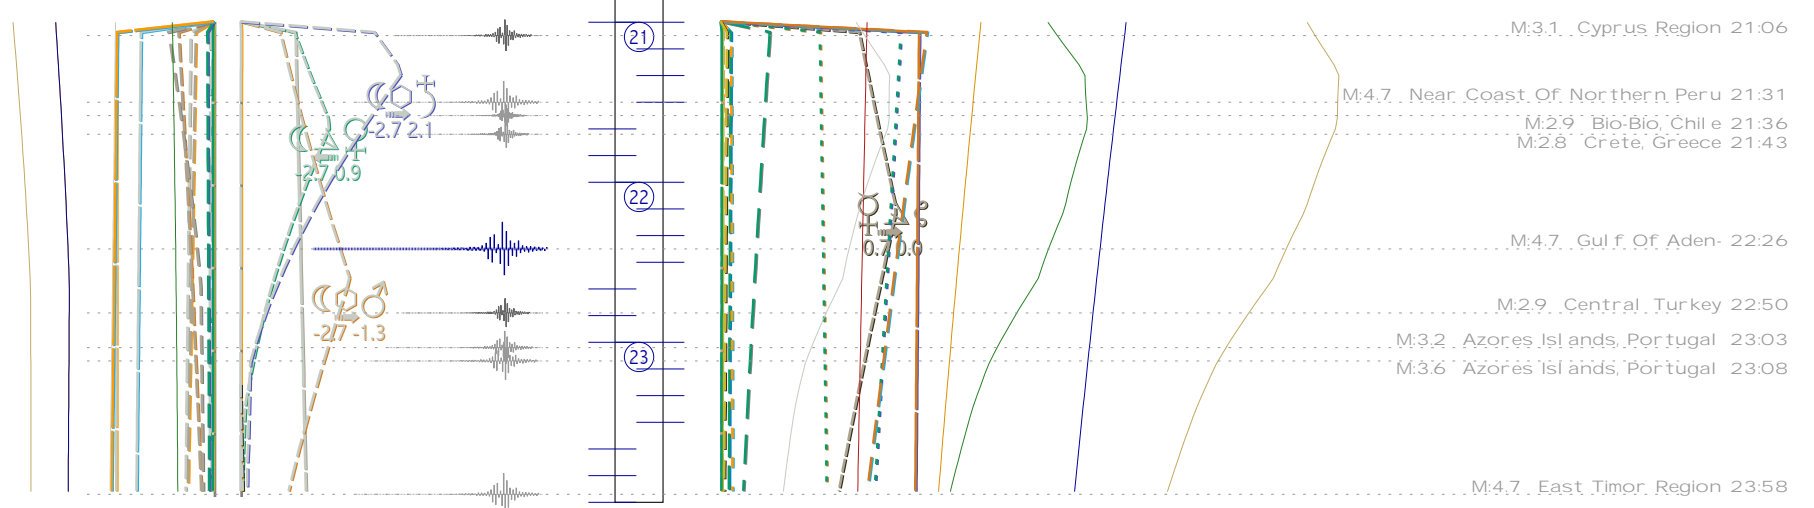 M:3.1 Cyprus Region 21:06
21
M:4.7 Near Coast Of Northern Peru 21:31
-2.7 2.1
M:2.9 Bio-Bio, Chile 21:36
M:2.8 Crete, Greece 21:43
-2.7 0.9
22
M:4.7 Gulf Of Aden- 22:26
0.7 0.0
M:2.9 Central Turkey 22:50
-2.7 -1.3
M:3.2 Azores Islands, Portugal 23:03
23
M:3.6 Azores Islands, Portugal 23:08
M:4.7 East Timor Region 23:58